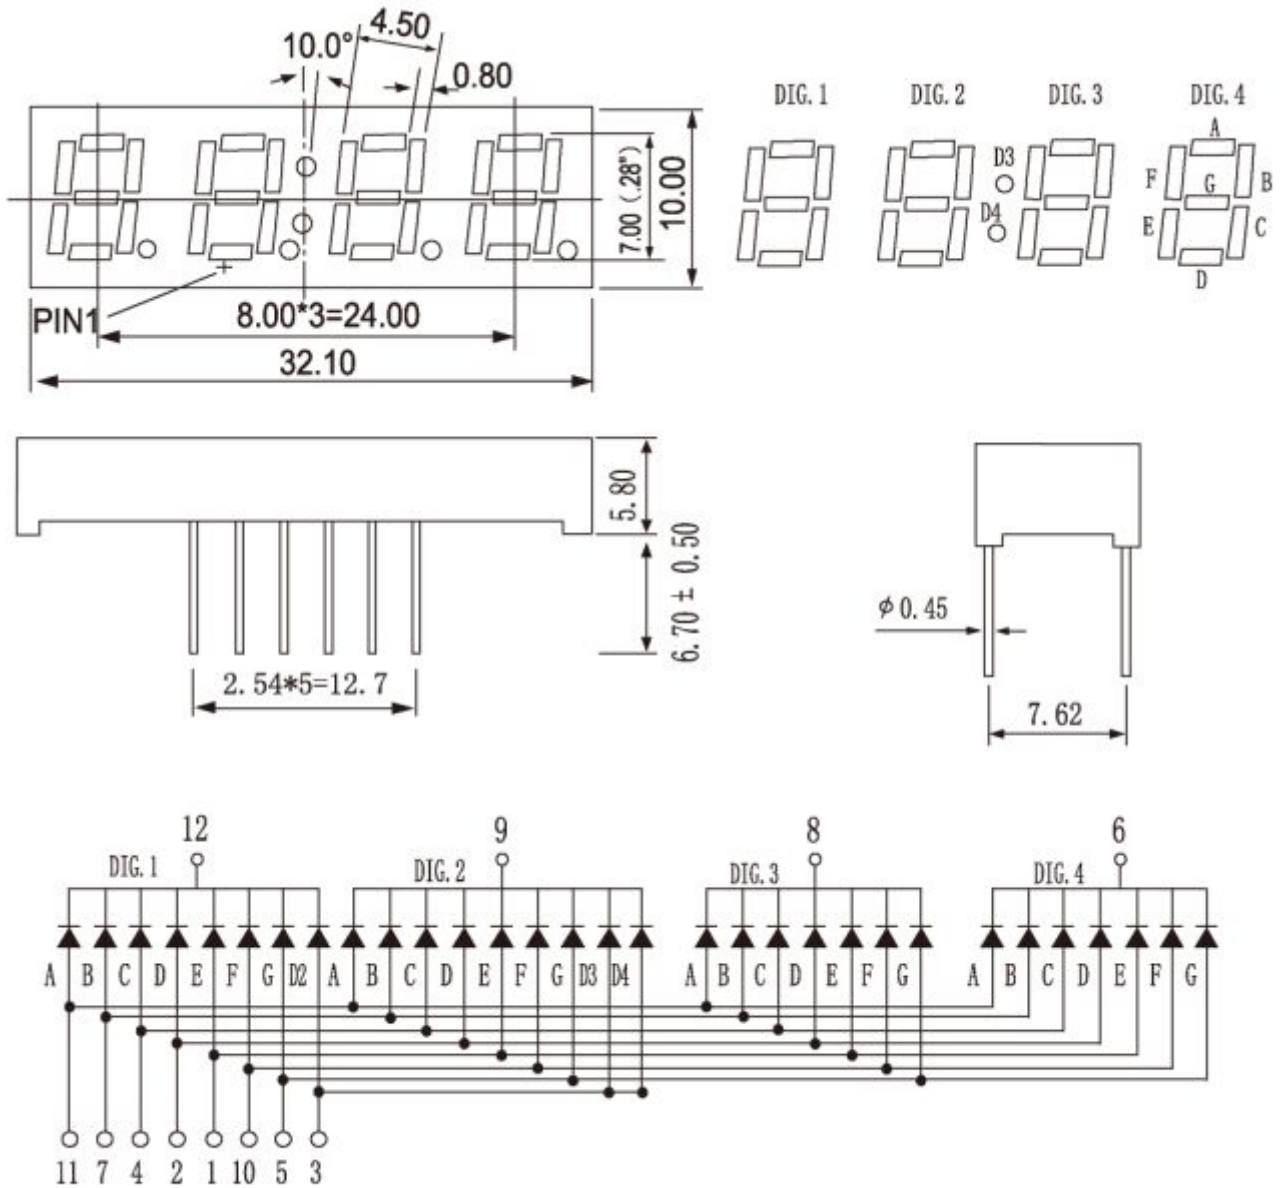 4.50
10.0°
0.80
7.00 (.28")
10.00
PIN1
8.00*3=24.00
32.10
DIG.1 DIG.2 DIG.3 DIG.4
A
D3
F G B
D4
E C
D
5.80
6.70 ± 0.50
2.54*5=12.7
φ0.45
7.62
12 9 8 6
DIG.1 DIG.2 DIG.3 DIG.4
A B C D E F G D2 A B C D E F G D3 D4 A B C D E F G A B C D E F G
11 7 4 2 1 10 5 3